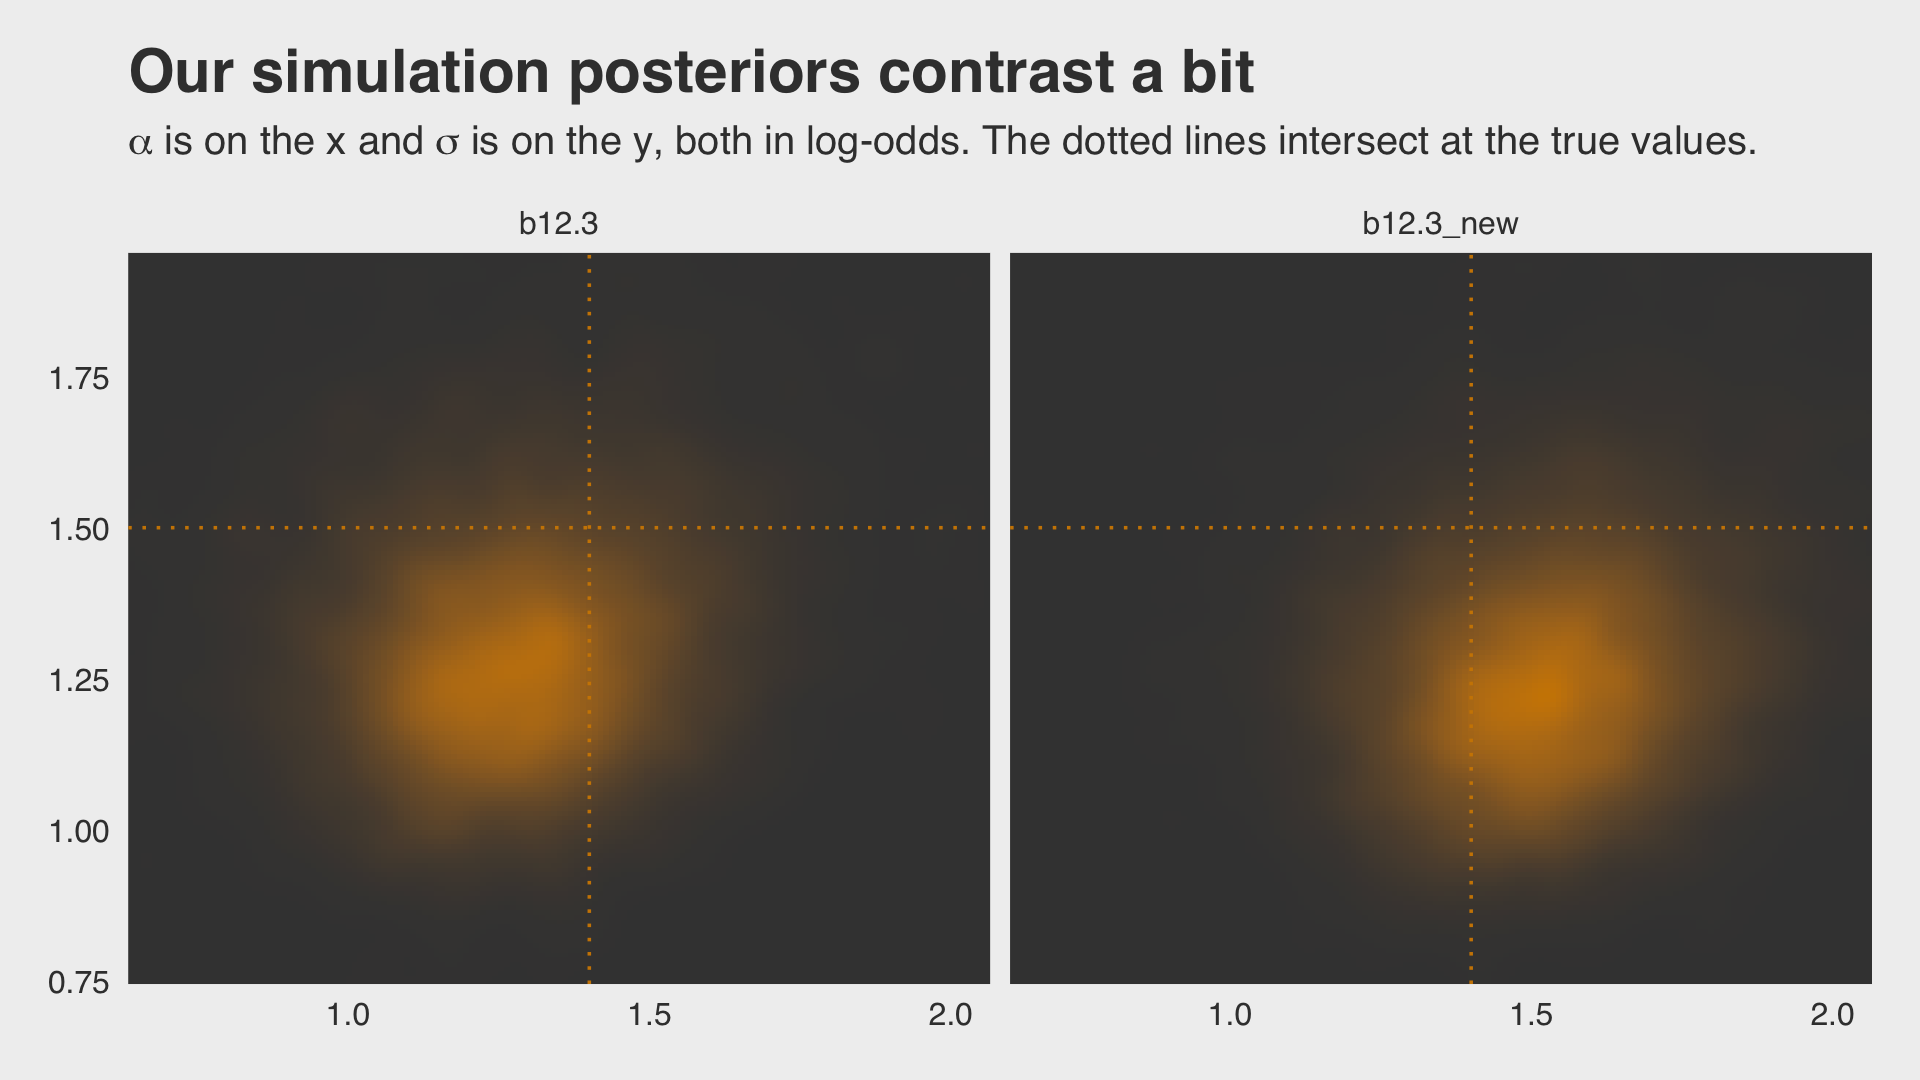 Our simulation posteriors contrast a bit
α is on the x and σ is on the y, both in log-odds. The dotted lines intersect at the true values.
b12.3
b12.3_new
1.75
1.50
1.25
1.00
0.75
1.0 1.5 2.0
1.0 1.5 2.0